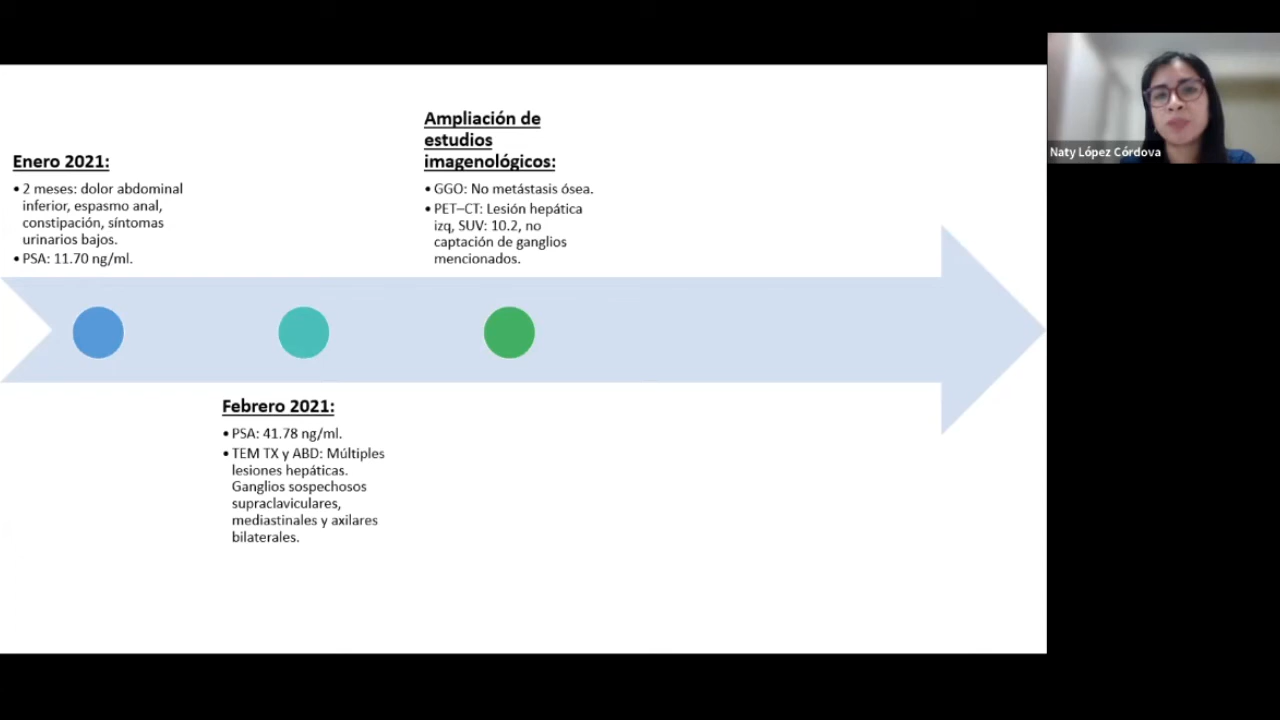 Enero 2021:
• 2 meses: dolor abdominal
inferior, espasmo anal,
constipación, síntomas
urinarios bajos.
• PSA: 11.70 ng/ml.
Febrero 2021:
• PSA: 41.78 ng/ml.
• TEM TX y ABD: Múltiples
lesiones hepáticas.
Ganglios sospechosos
supraclaviculares,
mediastinales y axilares
bilaterales.
Ampliación de
estudios
imagenológicos:
• GGO: No metástasis ósea.
• PET–CT: Lesión hepática
izq, SUV: 10.2, no
captación de ganglios
mencionados.
Naty López Córdova